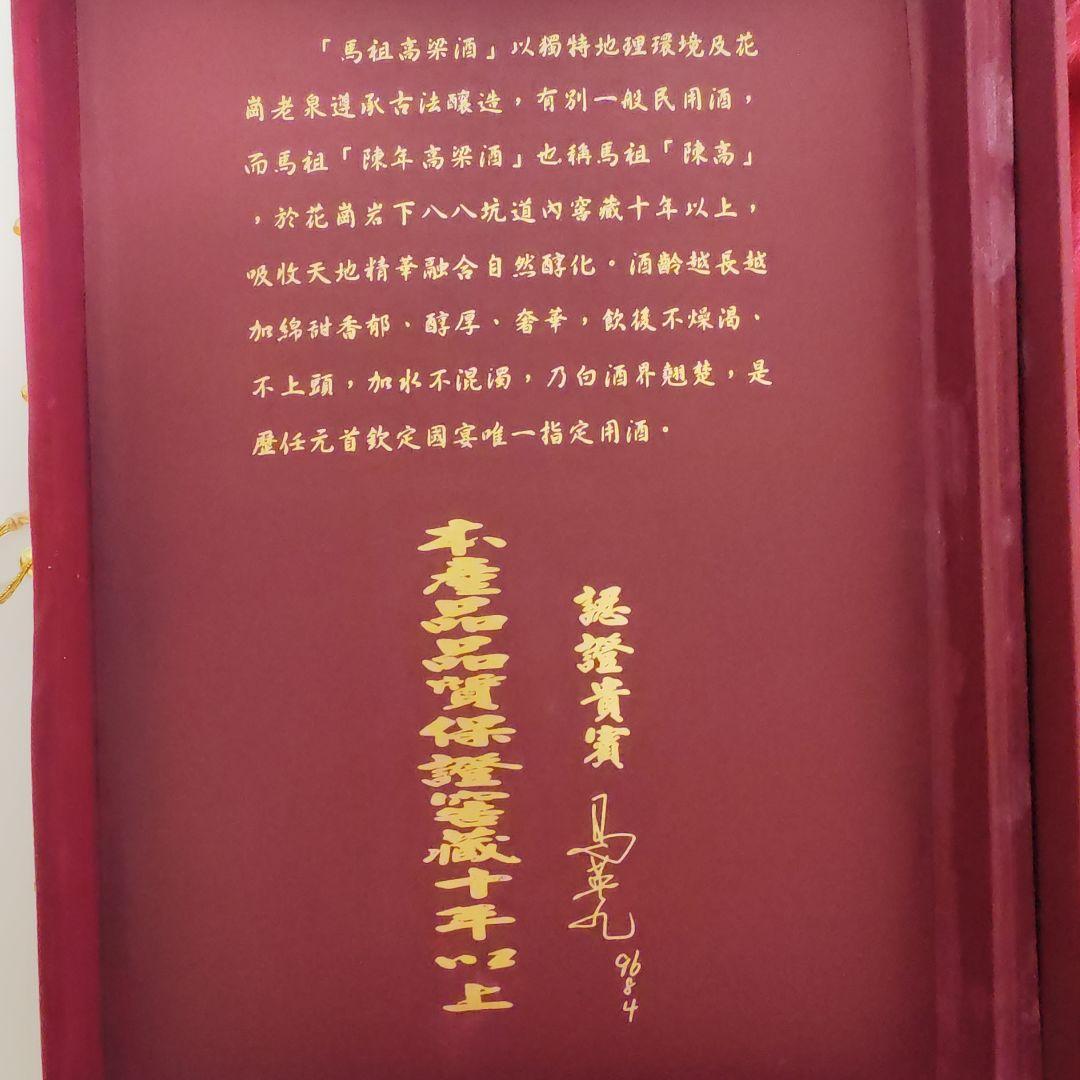 「馬祖高梁酒」以獨特地理環境及花
崗老泉遵承古法釀造，有別一般民用酒，
而馬祖「陳年高梁酒」也稱馬祖「陳高」
，於花崗岩下八八坑道內窖藏十年以上，
吸收天地精華融合自然醇化。酒齡越長越
加綿甜香郁、醇厚、奢華，飲後不燥渴、
不上頭，加水不混濁，乃白酒界翹楚，是
歷任元首欽定國宴唯一指定用酒。
認證貴賓 馬英九 96 8 4
本產品品質保證窖藏十年以上